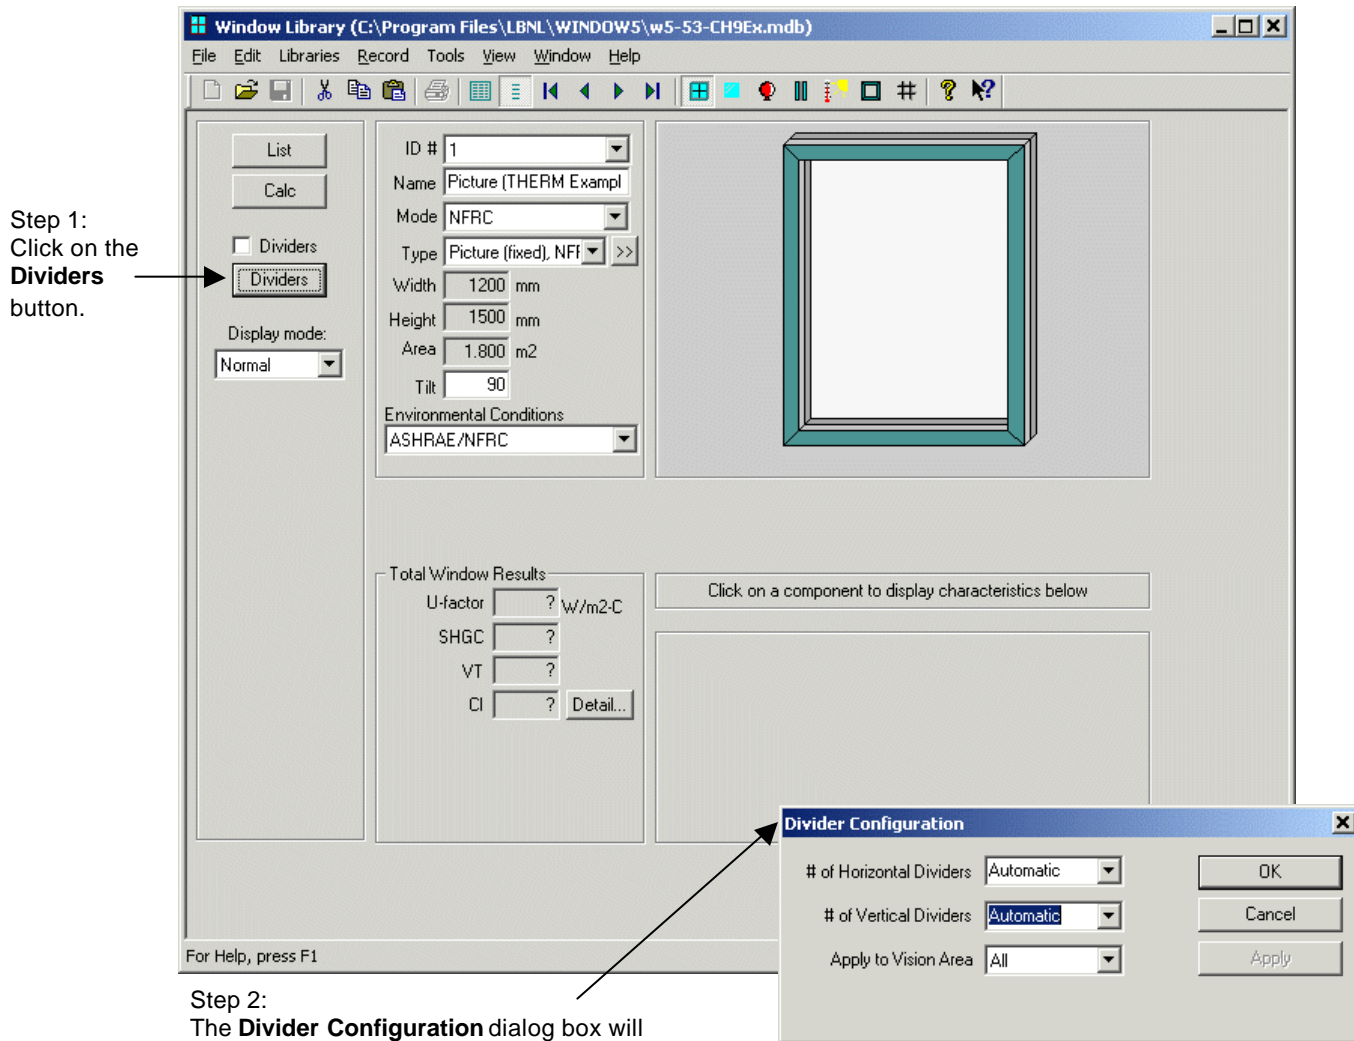 Window Library (C:\Program Files\LBNL\WINDOW5\w5-53-CH9Ex.mdb)
File Edit Libraries Record Tools View Window Help
List
Calc
Dividers
Dividers
Display mode:
Normal
ID # 1
Name Picture (THERM Exampl
Mode NFRC
Type Picture (fixed), NFF >>
Width 1200 mm
Height 1500 mm
Area 1.800 m2
Tilt 90
Environmental Conditions
ASHRAE/NFRC
Step 1:
Click on the
Dividers
button.
Total Window Results
U-factor ? W/m2-C
SHGC ?
VT ?
CI ? Detail...
Click on a component to display characteristics below
Divider Configuration
# of Horizontal Dividers Automatic
# of Vertical Dividers Automatic
Apply to Vision Area All
OK
Cancel
Apply
For Help, press F1
Step 2:
The Divider Configuration dialog box will